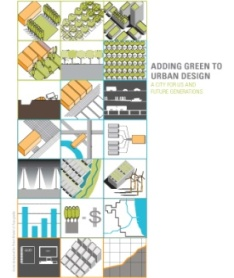 ADDING GREEN TO
URBAN DESIGN
A CITY FOR US AND
FUTURE GENERATIONS
$